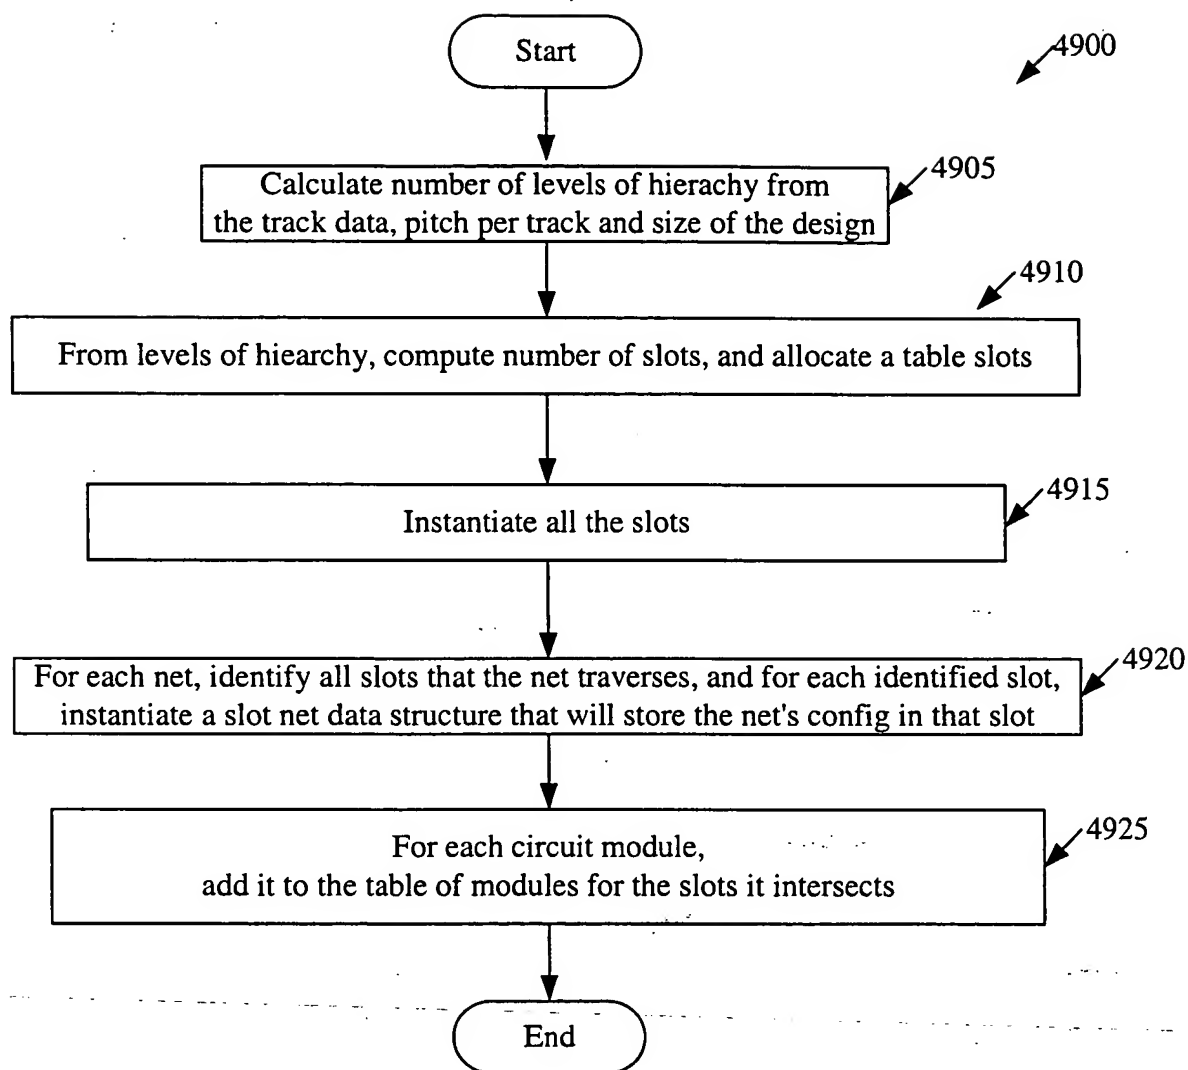 Start
4900
Calculate number of levels of hierachy from
the track data, pitch per track and size of the design
4905
4910
From levels of hiearchy, compute number of slots, and allocate a table slots
4915
Instantiate all the slots
4920
For each net, identify all slots that the net traverses, and for each identified slot,
instantiate a slot net data structure that will store the net's config in that slot
4925
For each circuit module,
add it to the table of modules for the slots it intersects
End